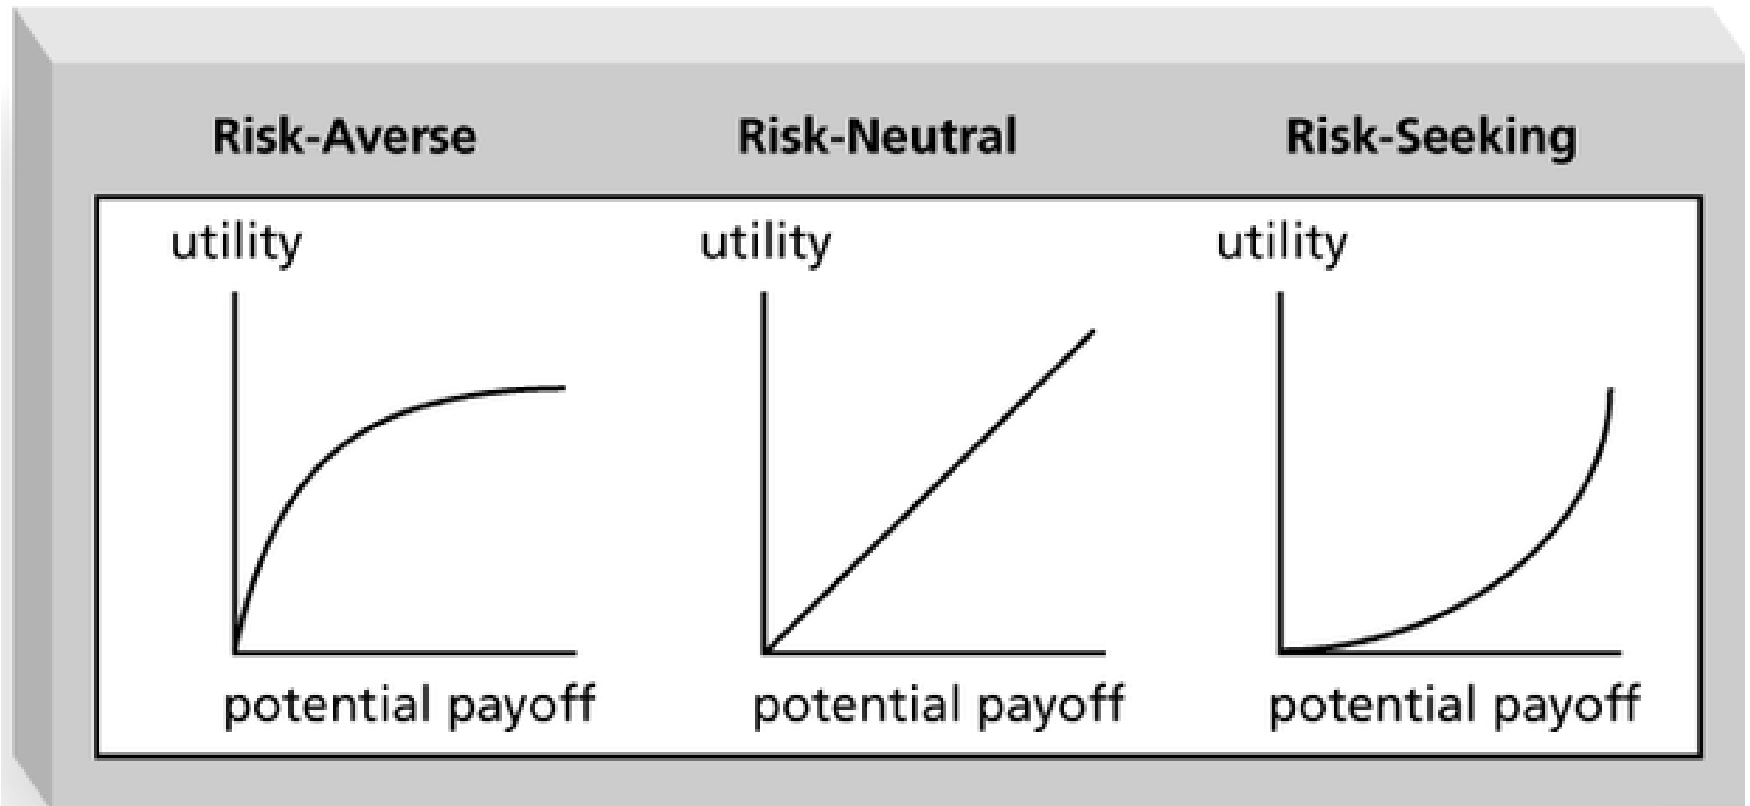 Risk-Averse
Risk-Neutral
Risk-Seeking
utility
utility
utility
potential payoff
potential payoff
potential payoff